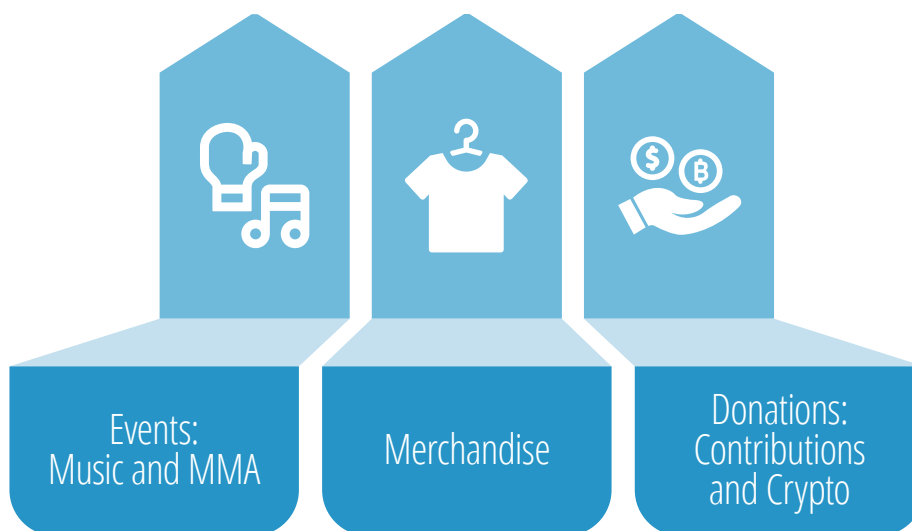 $
B
Events:
Music and MMA
Merchandise
Donations:
Contributions
and Crypto